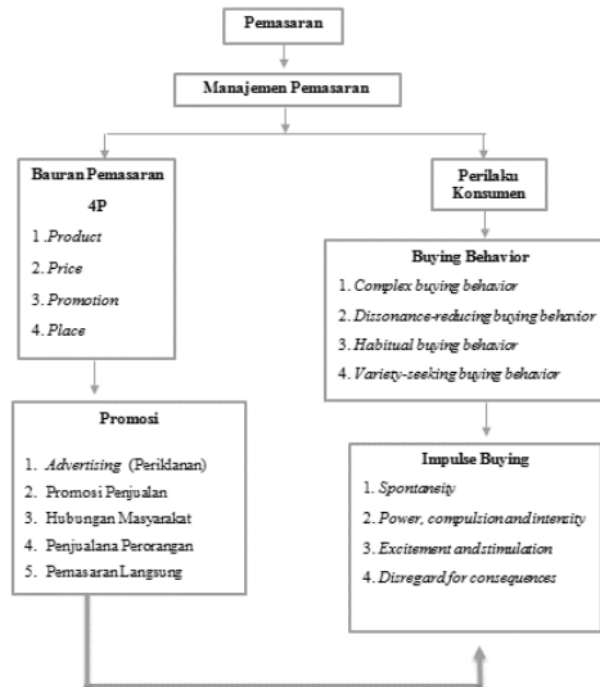 Pemasaran
Manajemen Pemasaran
Bauran Pemasaran
4P
1 .Product
2. Price
3. Promotion
4. Place
Perilaku
Konsumen
Buying Behavior
1. Complex buying behavior
2. Dissonance-reducing buying behavior
3. Habitual buying behavior
4. Variety-seeking buying behavior
Promosi
1. Advertising (Periklanan)
2. Promosi Penjualan
3. Hubungan Masyarakat
4. Penjualana Perorangan
5. Pemasaran Langsung
Impulse Buying
1. Spontaneity
2. Power, compulsion and intensity
3. Excitement and stimulation
4. Disregard for consequences